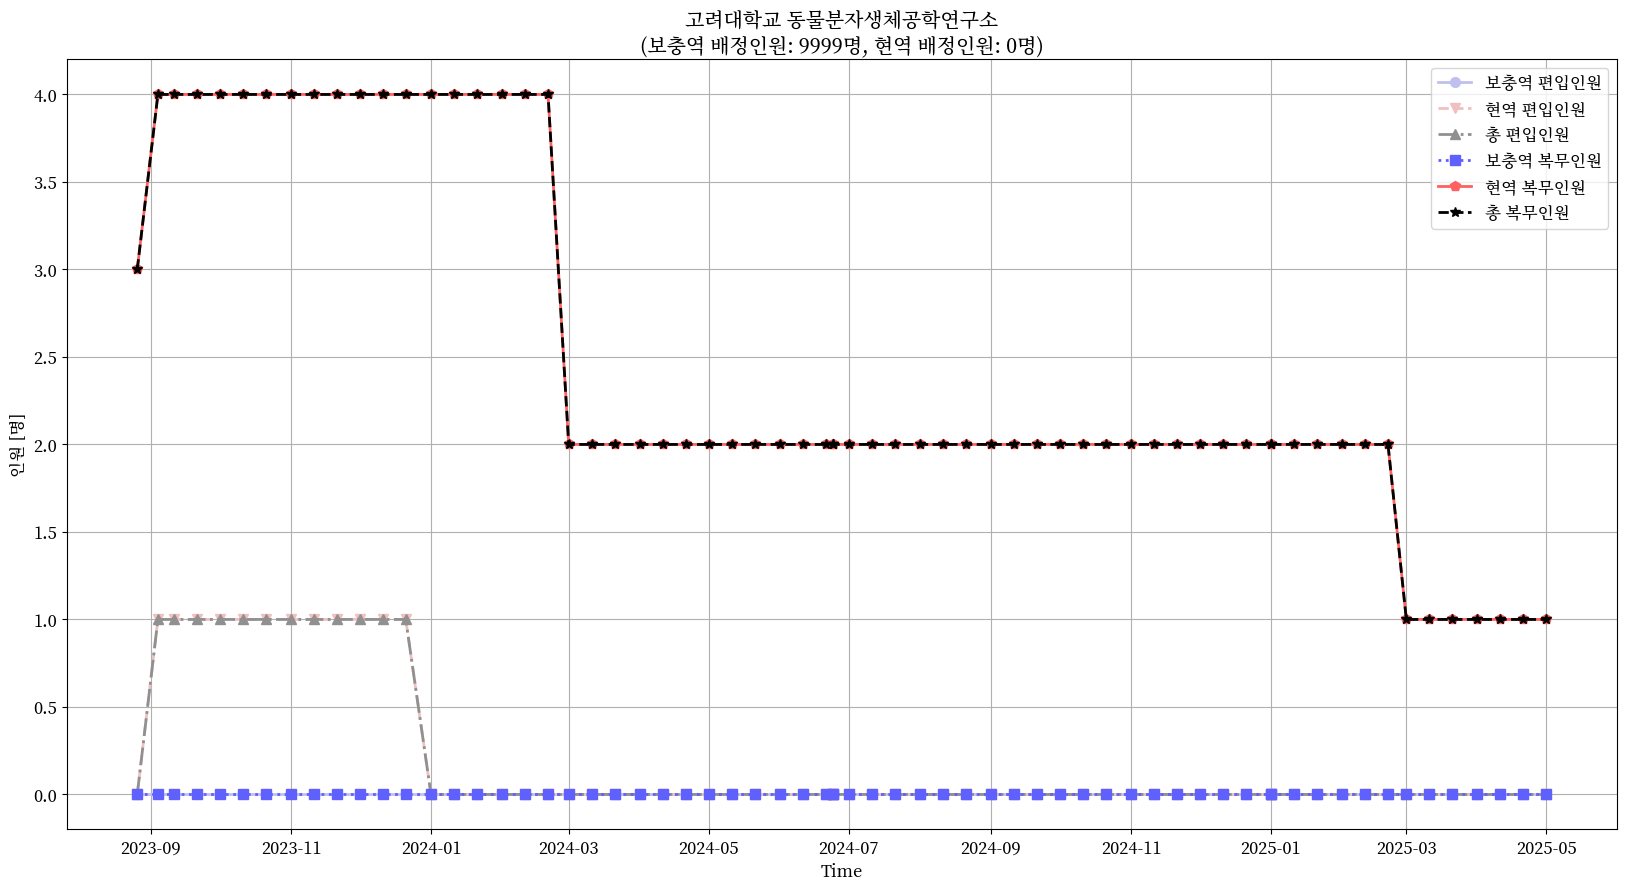 고려대학교 동물분자생체공학연구소
(보충역 배정인원: 9999명, 현역 배정인원: 0명)
보충역 편입인원
현역 편입인원
총 편입인원
보충역 복무인원
현역 복무인원
총 복무인원
인원 [명]
4.0
3.5
3.0
2.5
2.0
1.5
1.0
0.5
0.0
2023-09
2023-11
2024-01
2024-03
2024-05
2024-07
2024-09
2024-11
2025-01
2025-03
2025-05
Time